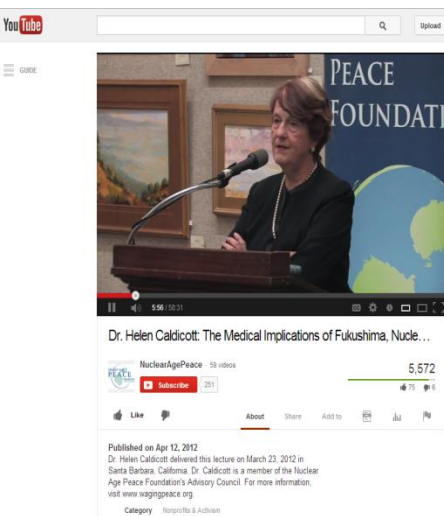 You Tube
Upload
GUIDE
PEACE
FOUNDATI
5:56 / 58:31
Dr. Helen Caldicott: The Medical Implications of Fukushima, Nucle...
NuclearAgePeace · 58 videos
PEACE
Subscribe
251
5,572
75 6
Like
About Share Add to
Published on Apr 12, 2012
Dr. Helen Caldicott delivered this lecture on March 23, 2012 in
Santa Barbara, California. Dr. Caldicott is a member of the Nuclear
Age Peace Foundation's Advisory Council. For more information,
visit www.wagingpeace.org.
Category Nonprofits & Activism